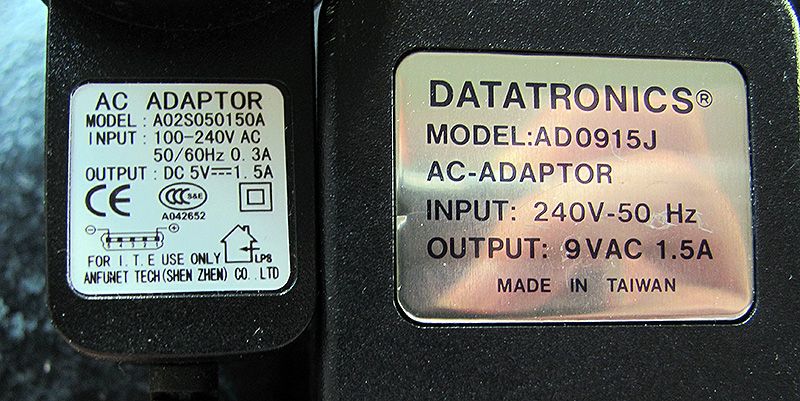 AC ADAPTOR
MODEL : A02S050150A
INPUT : 100-240V AC
50/60Hz 0.3A
OUTPUT : DC 5V⎓1.5A
CE CCC S&E
A042652
FOR I.T.E USE ONLY LPS
ANFUNET TECH(SHEN ZHEN) CO.,LTD
DATATRONICS®
MODEL:AD0915J
AC-ADAPTOR
INPUT: 240V-50 Hz
OUTPUT: 9VAC 1.5A
MADE IN TAIWAN